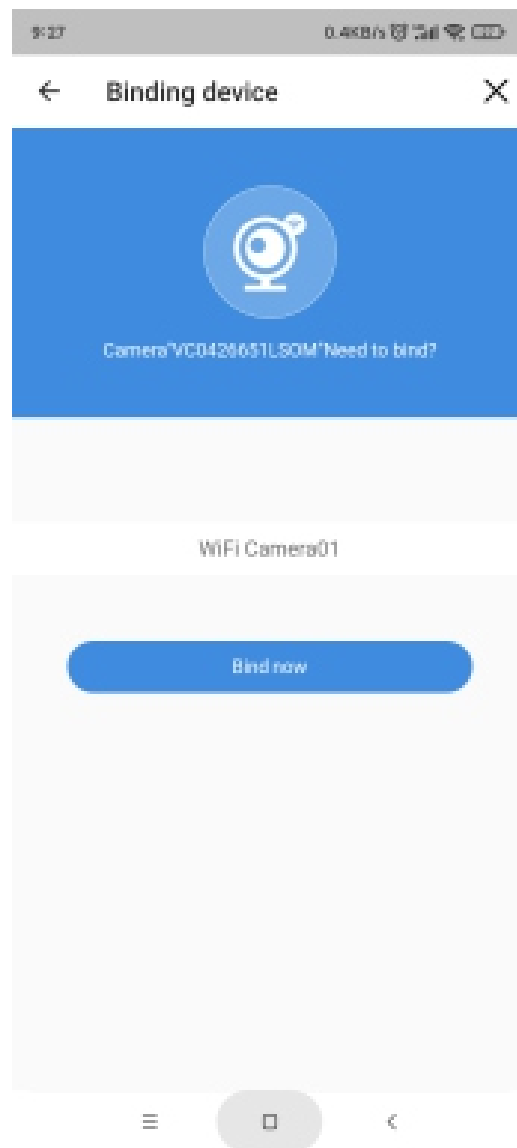 9:27
0.4KB/s
Binding device
Camera"VC0426651LSOM"Need to bind?
WiFi Camera01
Bind now